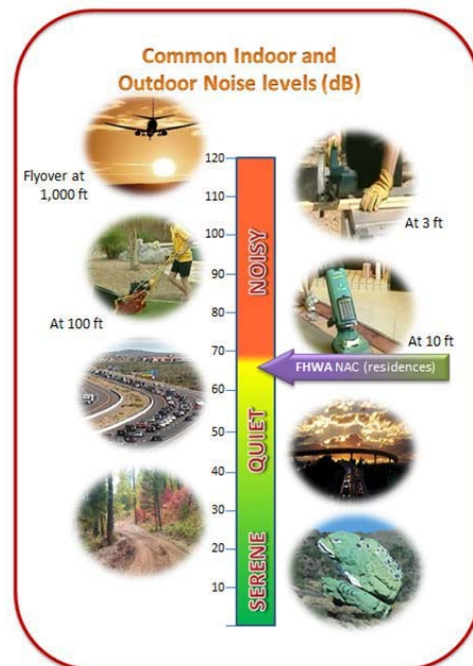 Common Indoor and
Outdoor Noise levels (dB)
Flyover at
1,000 ft
120
110
100
90
80
70
60
50
40
30
20
10
NOISY
QUIET
SERENE
At 3 ft
At 100 ft
At 10 ft
FHWA NAC (residences)